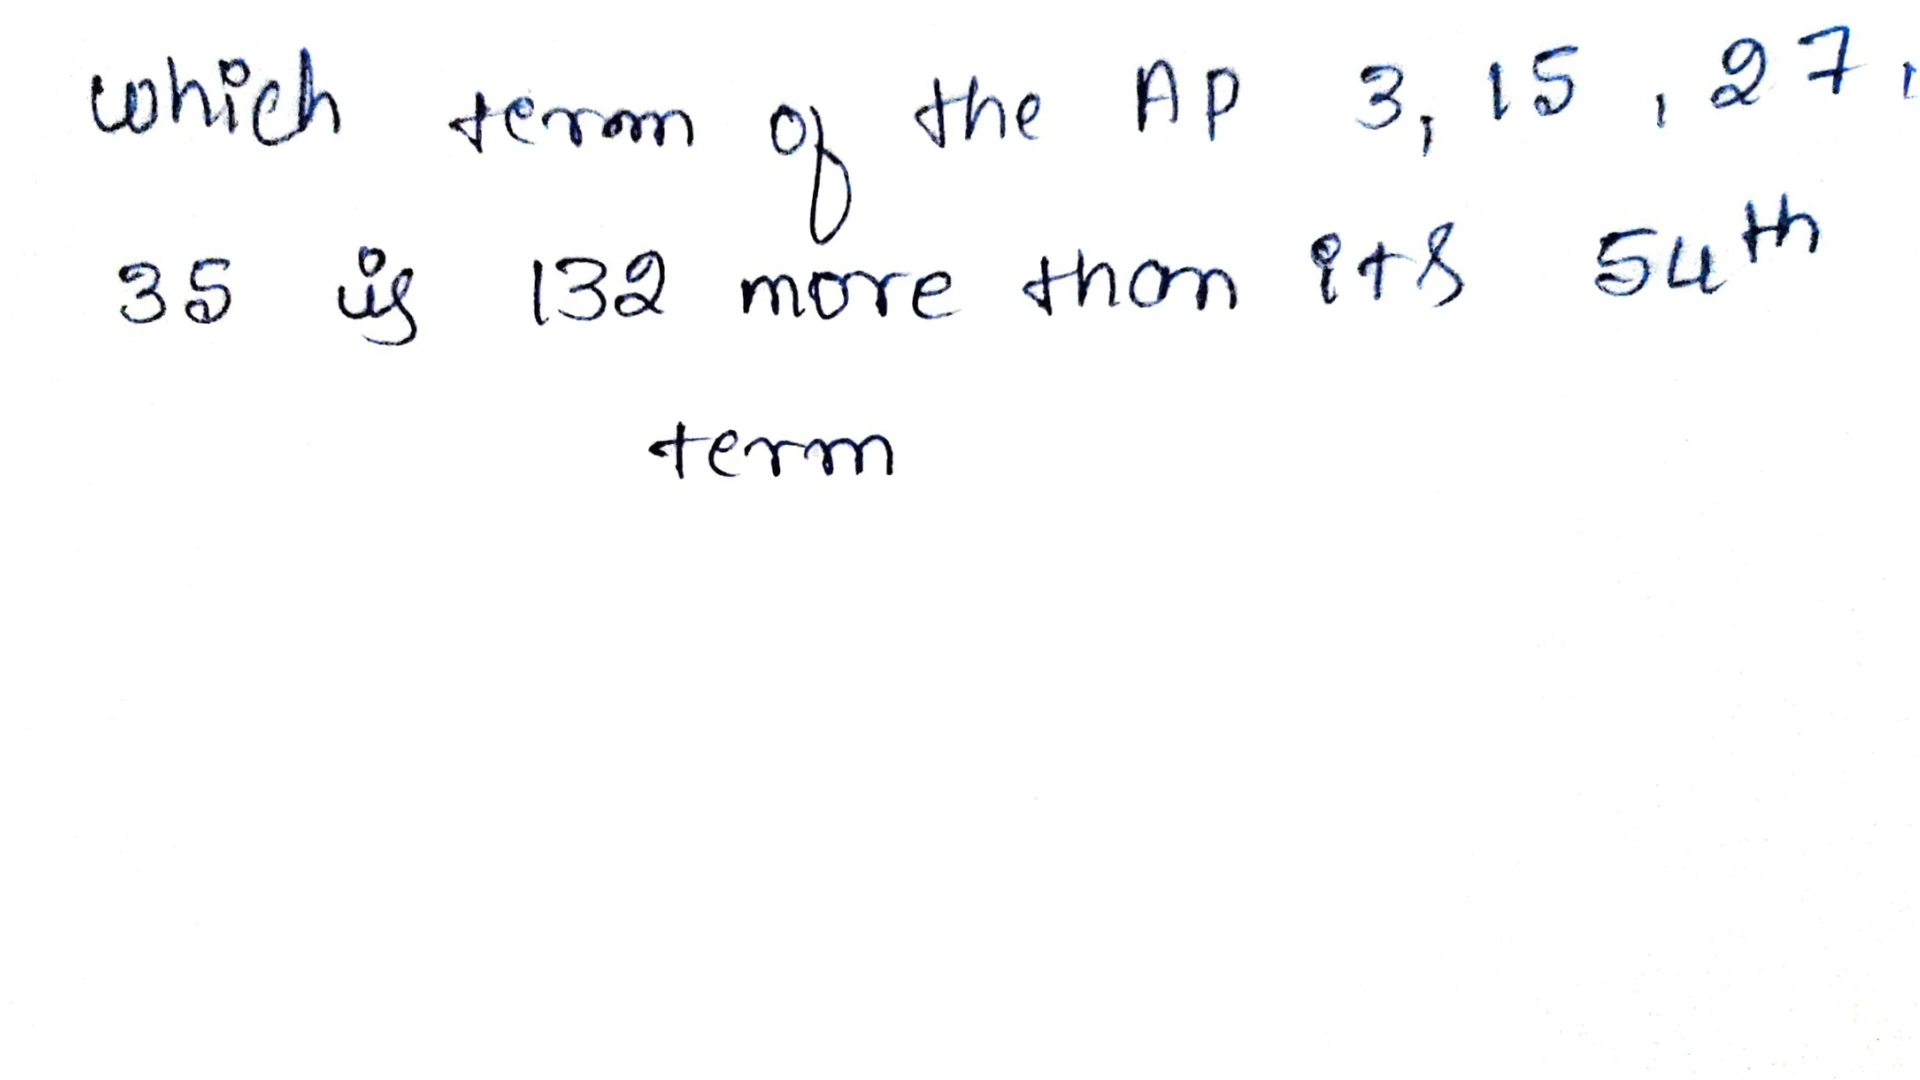 which term of the AP 3, 15, 27,
35 is 132 more than its 54th
term